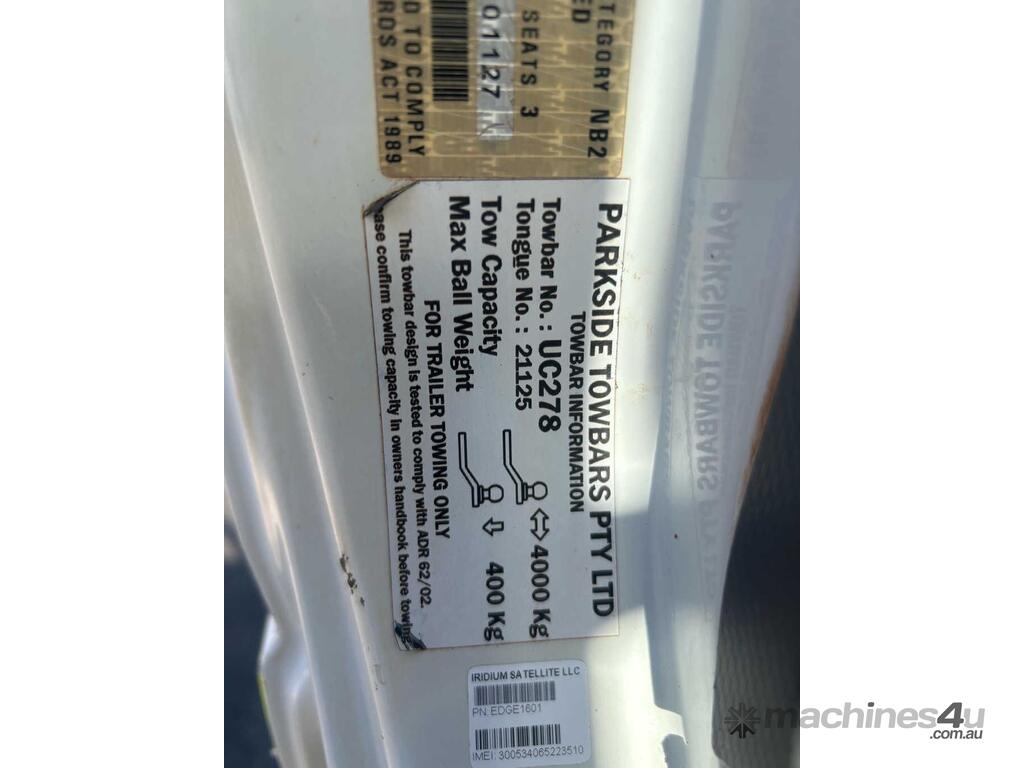 TEGORY NB2
ED
SEATS 3
01127
D TO COMPLY
RDS ACT 1989
PARKSIDE TOWBARS PTY LTD
TOWBAR INFORMATION
Towbar No.: UC278
Tongue No.: 21125
Tow Capacity 4000 Kg
Max Ball Weight 400 Kg
FOR TRAILER TOWING ONLY
This towbar design is tested to comply with ADR 62/02.
ase confirm towing capacity in owners handbook before towing
IRIDIUM SATELLITE LLC
PN: EDGE1601
IMEI: 300534065223510
machines4u
.com.au